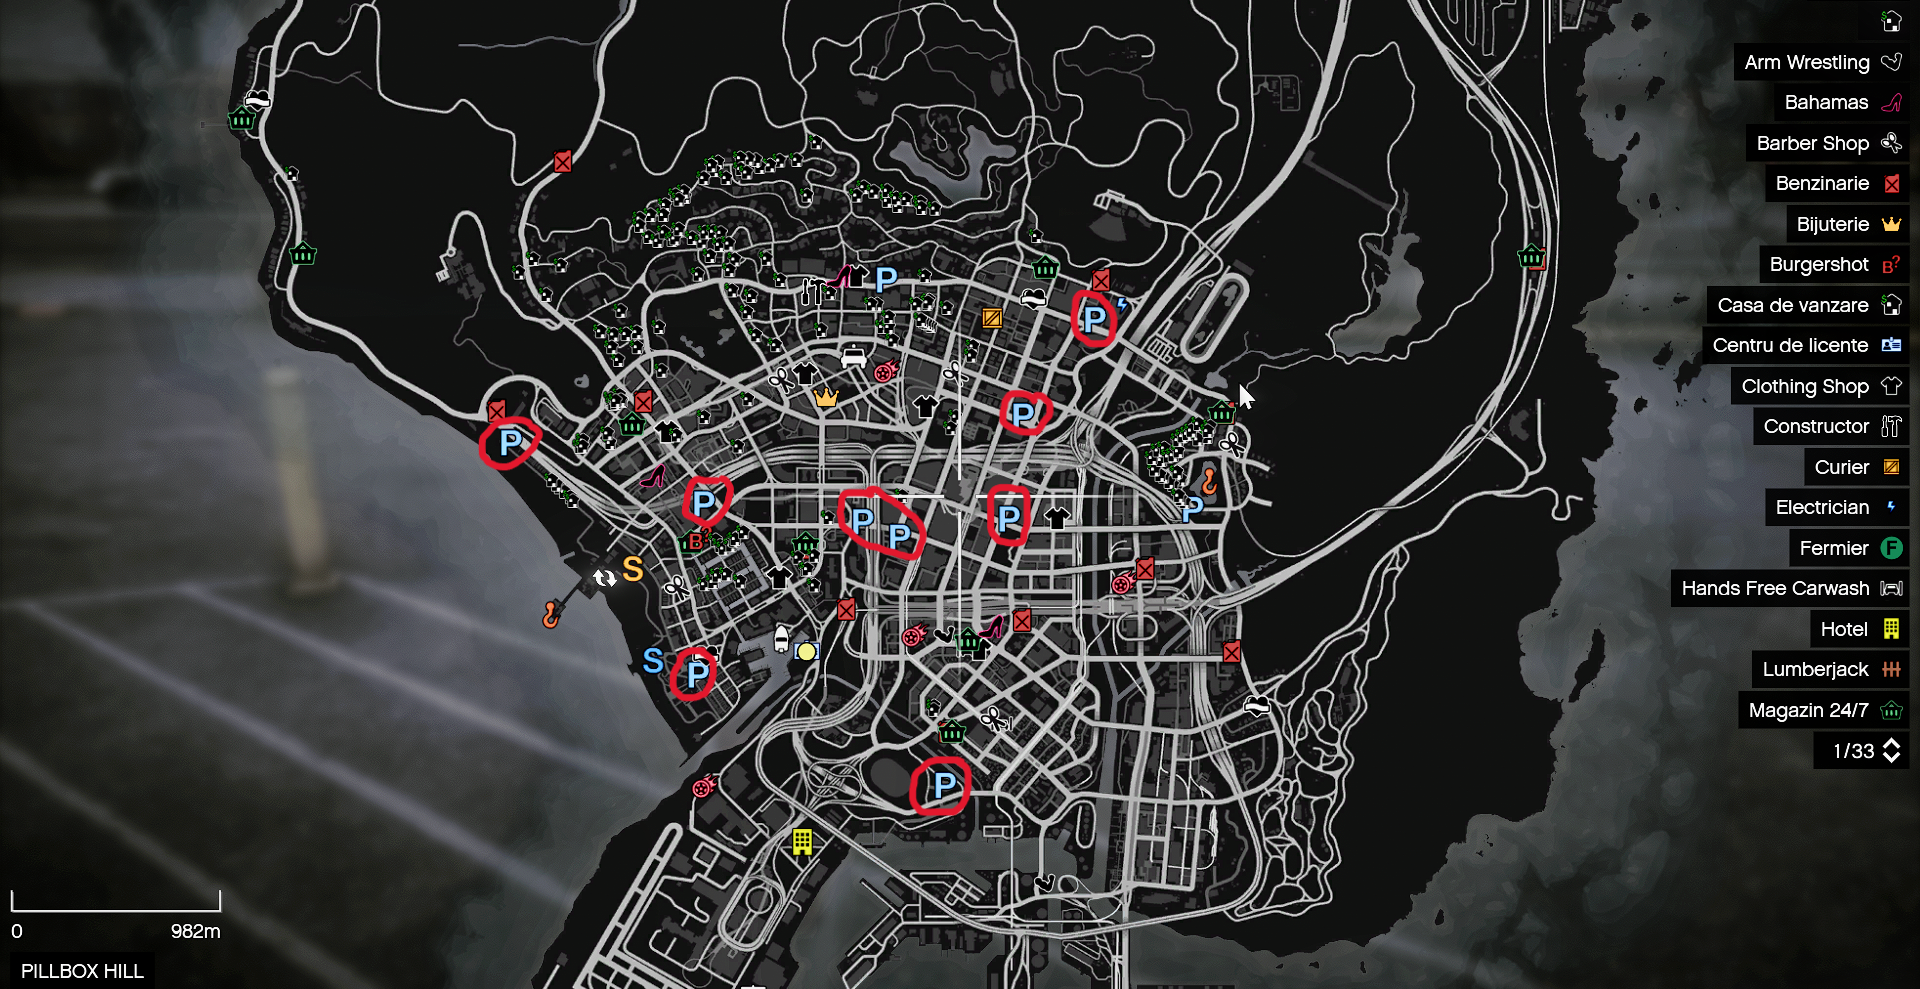 Arm Wrestling
Bahamas
Barber Shop
Benzinarie
Bijuterie
Burgershot B?
Casa de vanzare
Centru de licente
Clothing Shop
Constructor
Curier
Electrician
Fermier F
Hands Free Carwash
Hotel
Lumberjack
Magazin 24/7
1/33
P
P
P
P
P
P
P
P
P
B?
S
S
P
P
0 982m
PILLBOX HILL